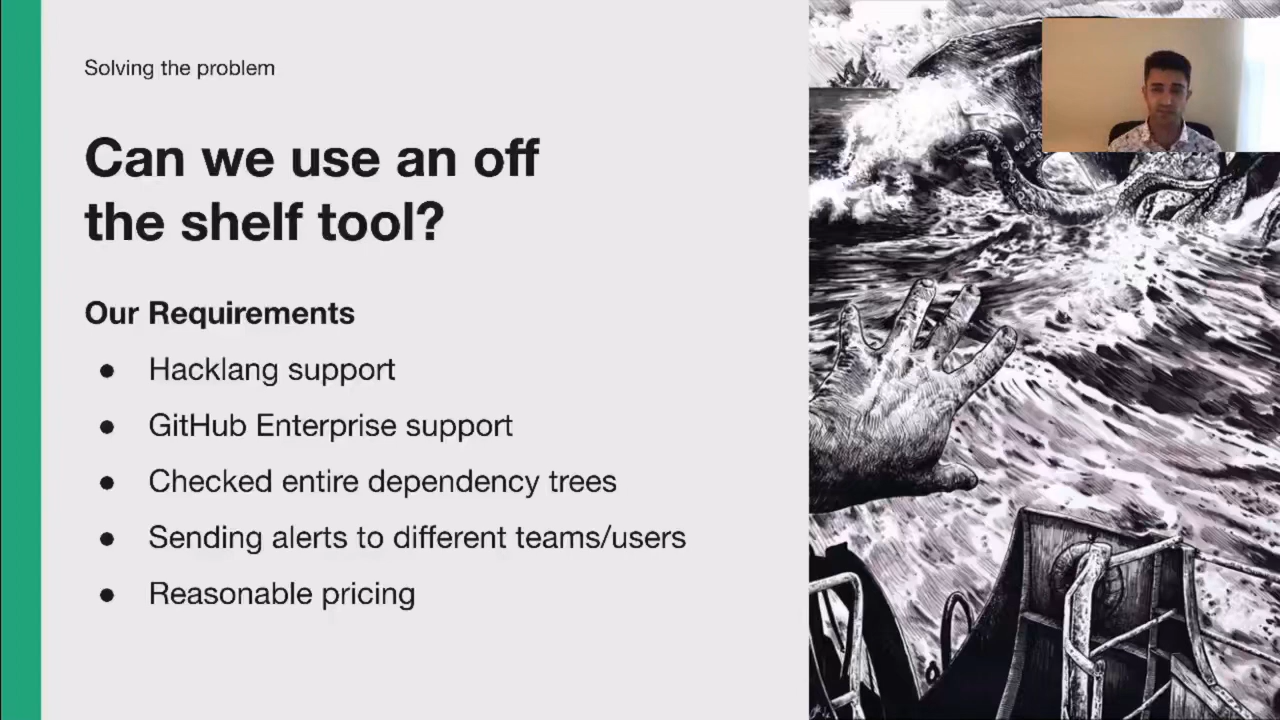 Solving the problem
Can we use an off
the shelf tool?
Our Requirements
● Hacklang support
● GitHub Enterprise support
● Checked entire dependency trees
● Sending alerts to different teams/users
● Reasonable pricing